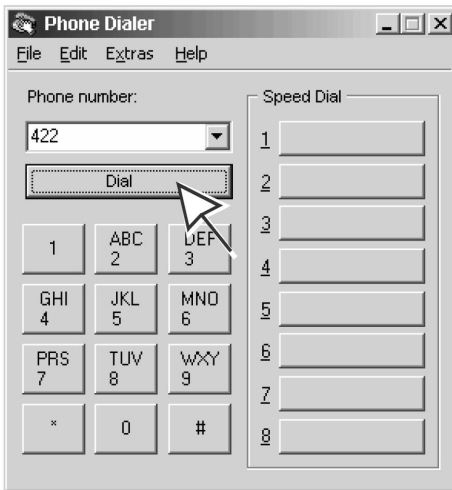 Phone Dialer
File Edit Extras Help
Phone number:
422
Dial
1
ABC
2
DEF
3
GHI
4
JKL
5
MNO
6
PRS
7
TUV
8
WXY
9
*
0
#
Speed Dial
1
2
3
4
5
6
7
8